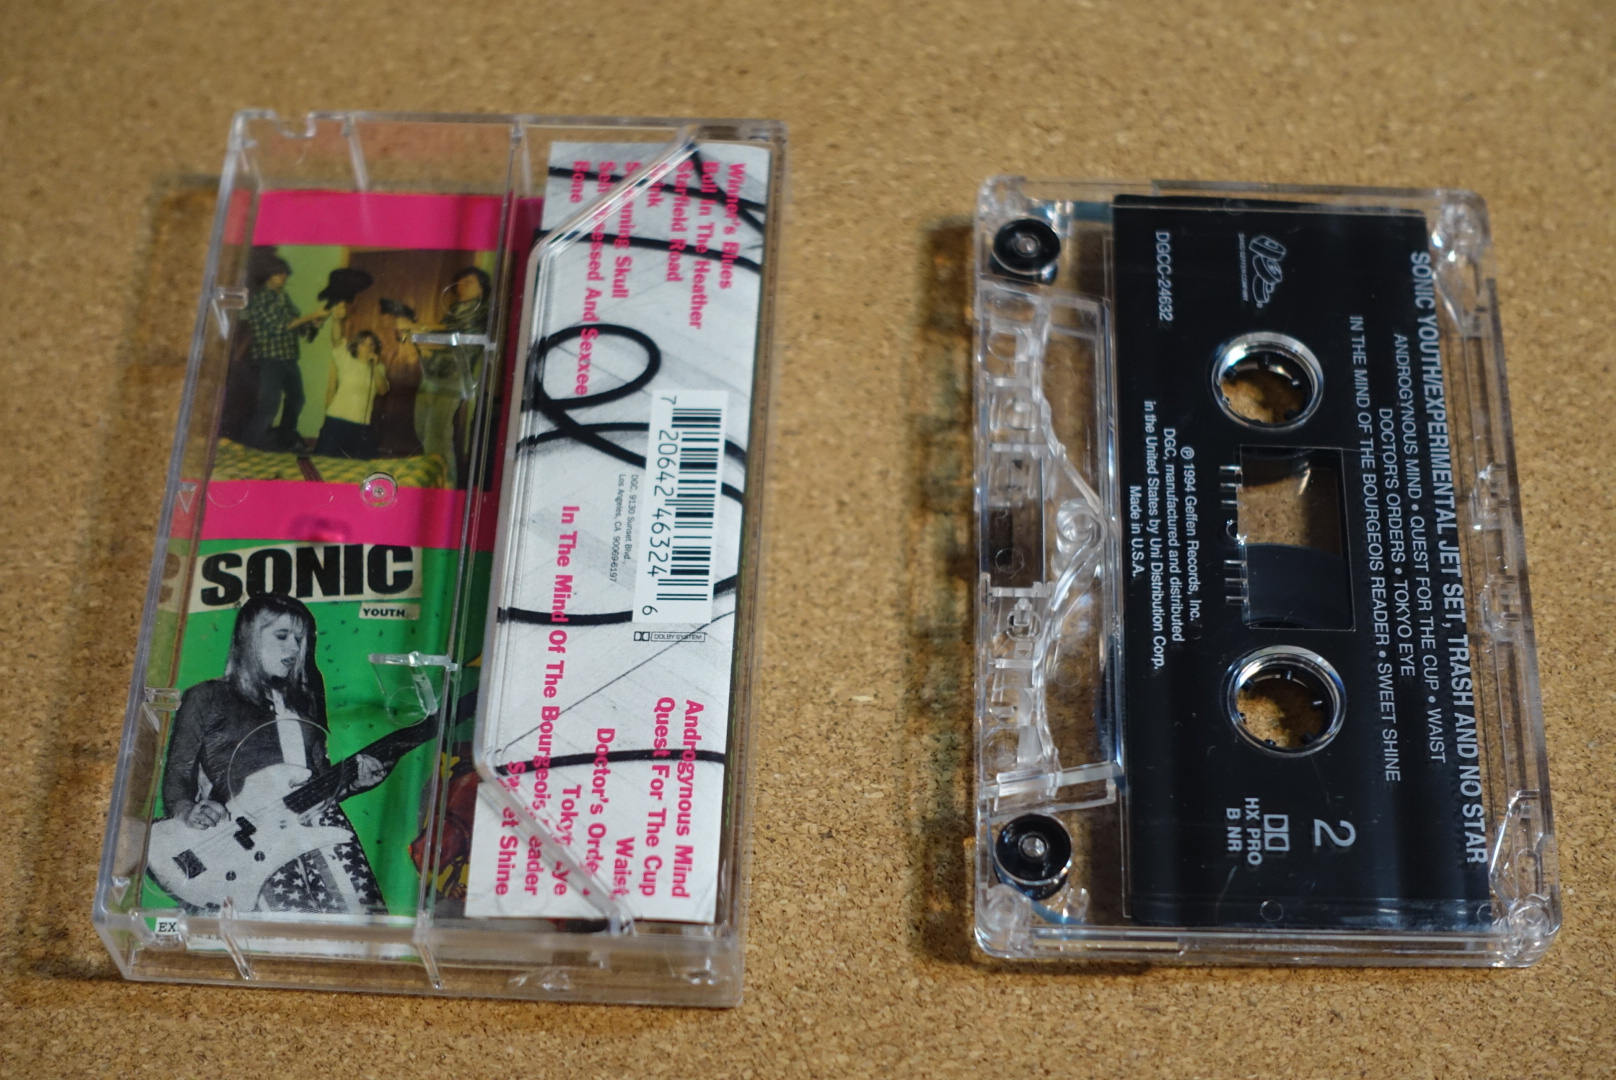 SONIC
YOUTH
EX
Winner's Blues
Bull In The Heather
Starfield Road
Skink
Screaming Skull
Self Obsessed And Sexxee
Bone
7 20642 46324 6
DGC, 9130 Sunset Blvd.,
Los Angeles, CA 90069-6197
DOLBY SYSTEM
Androgynous Mind
Quest For The Cup
Waist
Doctor's Orders
Tokyo Eye
In The Mind Of The Bourgeois Reader
Sweet Shine
SONIC YOUTH/EXPERIMENTAL JET SET, TRASH AND NO STAR
ANDROGYNOUS MIND • QUEST FOR THE CUP • WAIST
DOCTOR'S ORDERS • TOKYO EYE
IN THE MIND OF THE BOURGEOIS READER • SWEET SHINE
2
HX PRO
B NR
DGCC-24632
℗ 1994 Geffen Records, Inc.
DGC, manufactured and distributed
in the United States by Uni Distribution Corp.
Made in U.S.A.